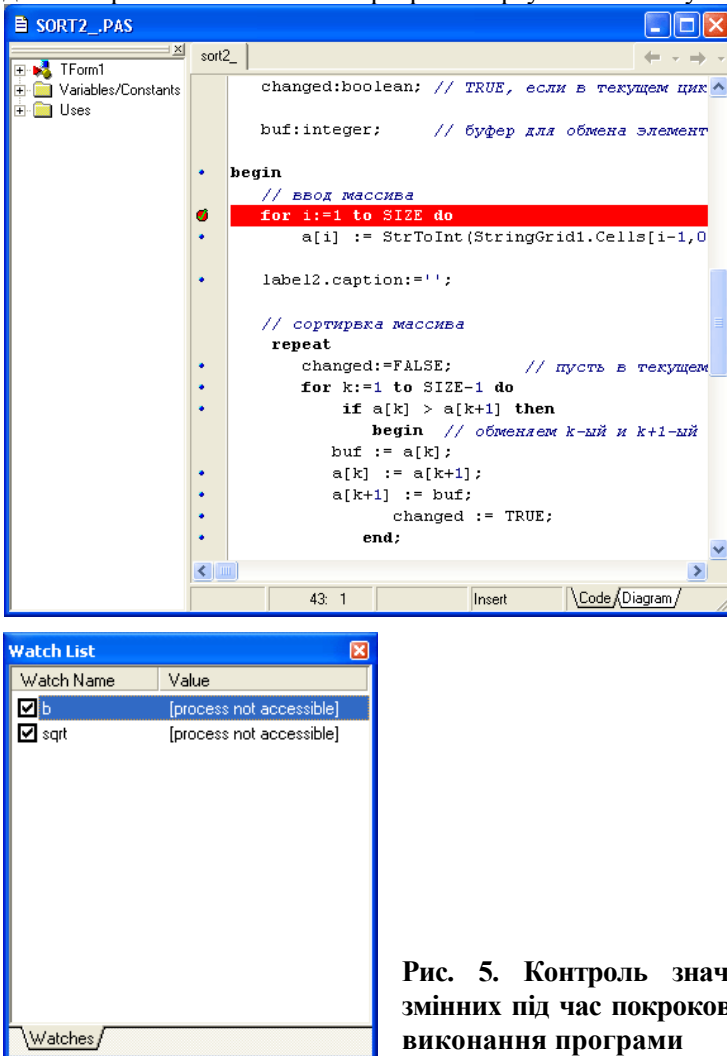 SORT2_.PAS
TForm1
Variables/Constants
Uses
sort2_
changed:boolean; // TRUE, если в текущем цик
buf:integer; // буфер для обмена элемент
begin
// ввод массива
for i:=1 to SIZE do
a[i] := StrToInt(StringGrid1.Cells[i-1,0
label2.caption:='';
// сортирвка массива
repeat
changed:=FALSE; // пусть в текущем
for k:=1 to SIZE-1 do
if a[k] > a[k+1] then
begin // обменяем k-ый и k+1-ый
buf := a[k];
a[k] := a[k+1];
a[k+1] := buf;
changed := TRUE;
end;
43: 1 Insert Code Diagram
Watch List
Watch Name Value
b [process not accessible]
sqrt [process not accessible]
Watches
Рис. 5. Контроль знач
змінних під час покроков
виконання програми